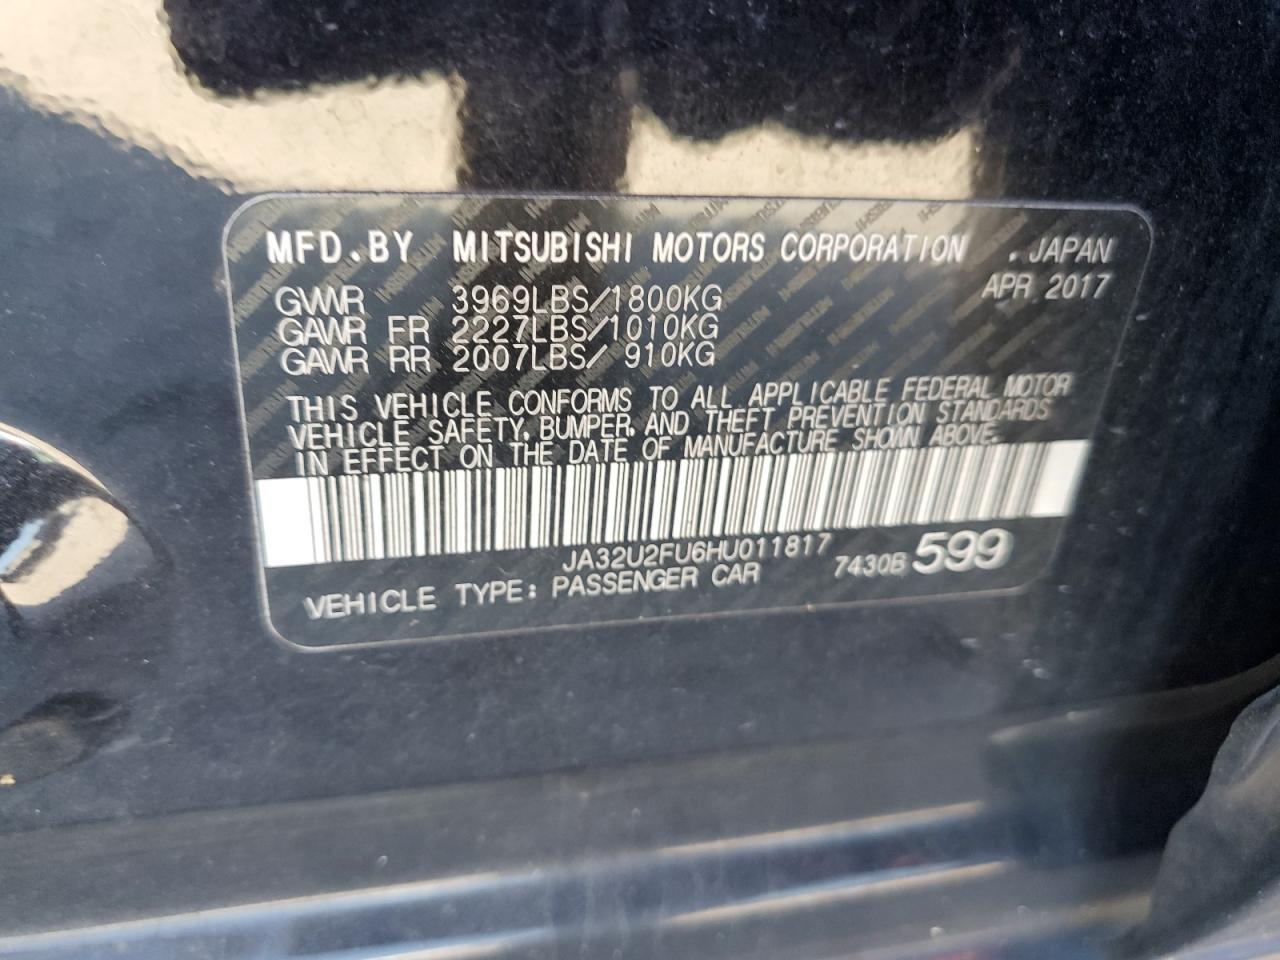 MFD.BY MITSUBISHI MOTORS CORPORATION .JAPAN
APR 2017
GVWR 3969LBS/1800KG
GAWR FR 2227LBS/1010KG
GAWR RR 2007LBS/ 910KG
THIS VEHICLE CONFORMS TO ALL APPLICABLE FEDERAL MOTOR
VEHICLE SAFETY, BUMPER, AND THEFT PREVENTION STANDARDS
IN EFFECT ON THE DATE OF MANUFACTURE SHOWN ABOVE.
JA32U2FU6HU011817
7430B 599
VEHICLE TYPE: PASSENGER CAR